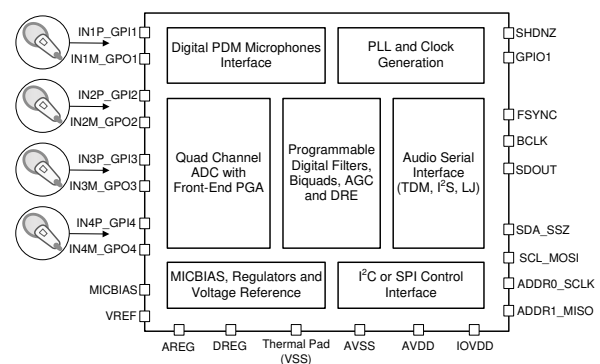 IN1P_GPI1
IN1M_GPO1
IN2P_GPI2
IN2M_GPO2
IN3P_GPI3
IN3M_GPO3
IN4P_GPI4
IN4M_GPO4
MICBIAS
VREF
Digital PDM Microphones
Interface
PLL and Clock
Generation
Quad Channel
ADC with
Front-End PGA
Programmable
Digital Filters,
Biquads, AGC
and DRE
Audio Serial
Interface
(TDM, I²S, LJ)
MICBIAS, Regulators and
Voltage Reference
I²C or SPI Control
Interface
SHDNZ
GPIO1
FSYNC
BCLK
SDOUT
SDA_SSZ
SCL_MOSI
ADDR0_SCLK
ADDR1_MISO
AREG
DREG
Thermal Pad
(VSS)
AVSS
AVDD
IOVDD